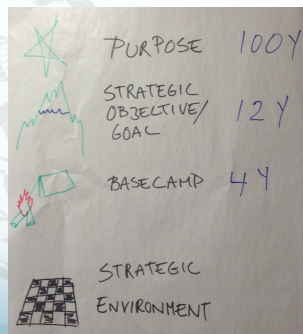 PURPOSE 100Y
STRATEGIC
OBJECTIVE/
GOAL
12Y
BASECAMP 4Y
STRATEGIC
ENVIRONMENT